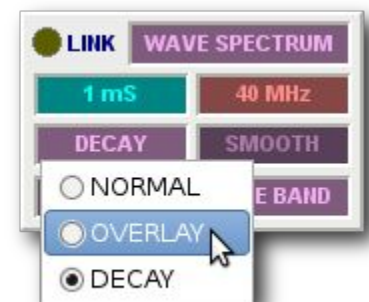 LINK WAVE SPECTRUM
1 mS 40 MHz
DECAY SMOOTH
NORMAL
E BAND
OVERLAY
DECAY